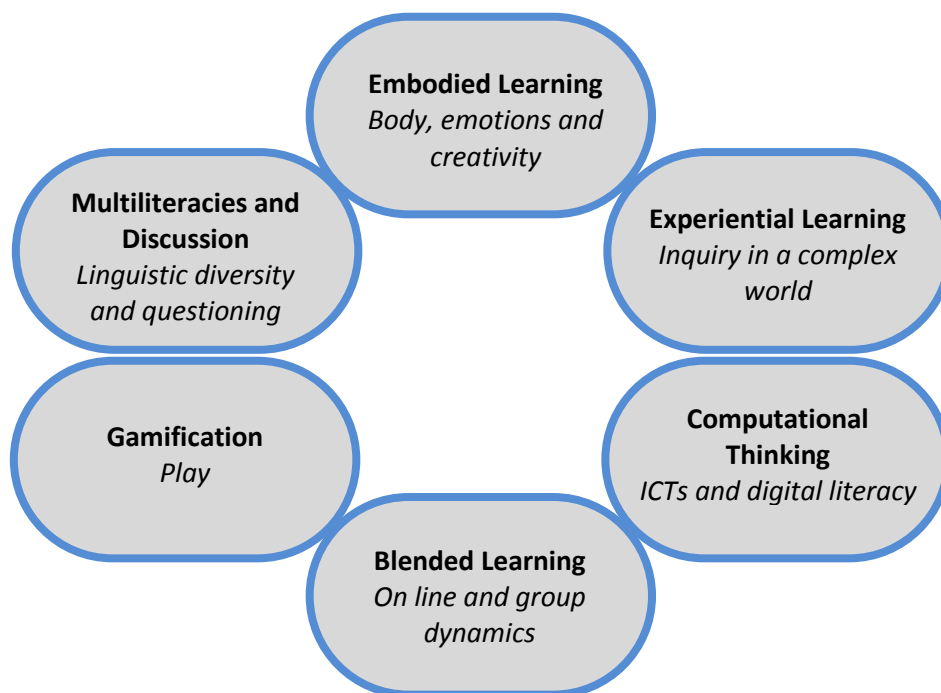 Embodied Learning
Body, emotions and
creativity
Multiliteracies and
Discussion
Linguistic diversity
and questioning
Experiential Learning
Inquiry in a complex
world
Gamification
Play
Computational
Thinking
ICTs and digital literacy
Blended Learning
On line and group
dynamics